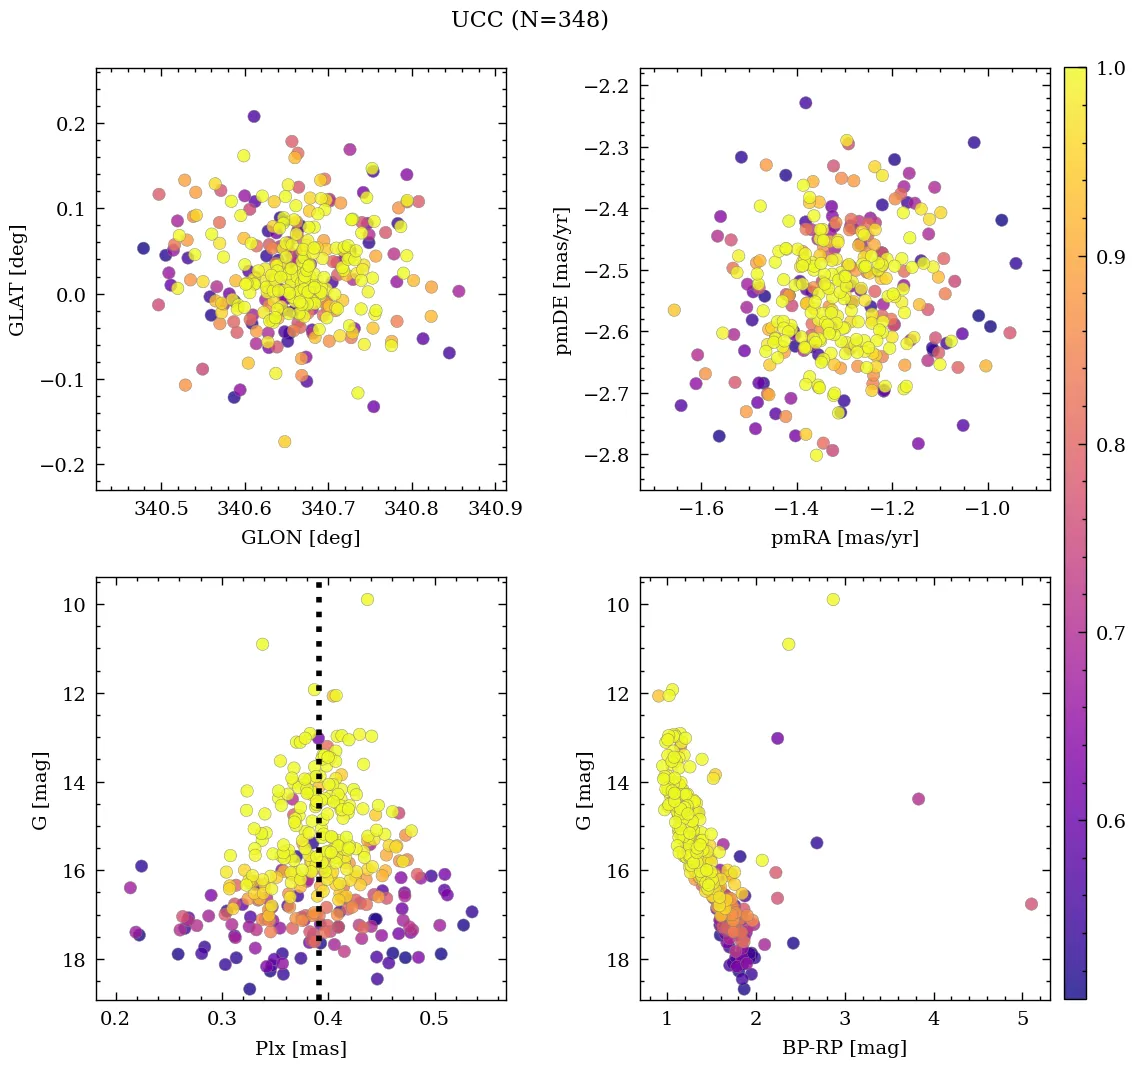 UCC (N=348)
0.2
0.1
0.0
−0.1
−0.2
GLAT [deg]
340.5 340.6 340.7 340.8 340.9
GLON [deg]
−2.2
−2.3
−2.4
−2.5
−2.6
−2.7
−2.8
pmDE [mas/yr]
−1.6 −1.4 −1.2 −1.0
pmRA [mas/yr]
10
12
14
16
18
G [mag]
0.2 0.3 0.4 0.5
Plx [mas]
10
12
14
16
18
G [mag]
1 2 3 4 5
BP-RP [mag]
1.0
0.9
0.8
0.7
0.6